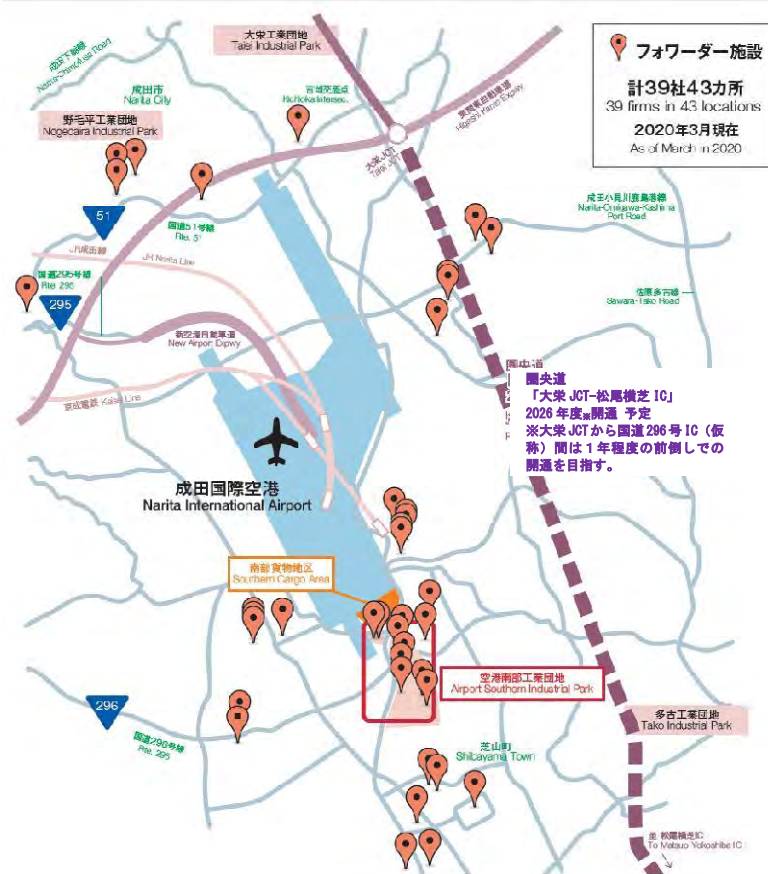 大栄工業団地
Taiei Industrial Park
フォワーダー施設
計39社43カ所
39 firms in 43 locations
2020年3月現在
As of March in 2020
成田下総線
成田市
Narita City
野毛平工業団地
Nogecaira Industrial Park
東関東自動車道
Higashi Kanto Expwy
大栄JCT
Taiei JCT
51
国道51号線
Rte. 51
成田小見川鹿島港線
Narita-Omigawa-Kashima
Port Road
JR成田線
JR Narita Line
国道295号線
Rte. 295
295
佐原多古線
Sawara-Tako Road
新空港自動車道
New Airport Expwy
圏央道
京成電鉄 Keisei Line
圏央道
「大栄JCT-松尾横芝IC」
2026年度※開通 予定
※大栄JCTから国道296号IC（仮
称）間は1年程度の前倒しでの
開通を目指す。
成田国際空港
Narita International Airport
南部貨物地区
Southern Cargo Area
空港南部工業団地
Airport Southern Industrial Park
296
国道296号線
Rte. 295
多古工業団地
Tako Industrial Park
芝山町
Shibayama Town
至 松尾横芝IC
To Matsuo Yokoshiba IC